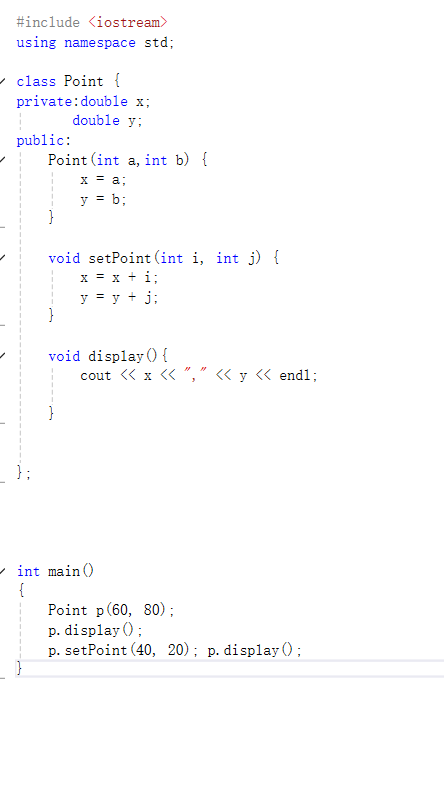 #include <iostream>
using namespace std;
class Point {
private:double x;
double y;
public:
Point(int a,int b) {
x = a;
y = b;
}
void setPoint(int i, int j) {
x = x + i;
y = y + j;
}
void display(){
cout << x << "," << y << endl;
}
};
int main()
{
Point p(60, 80);
p.display();
p.setPoint(40, 20); p.display();
}